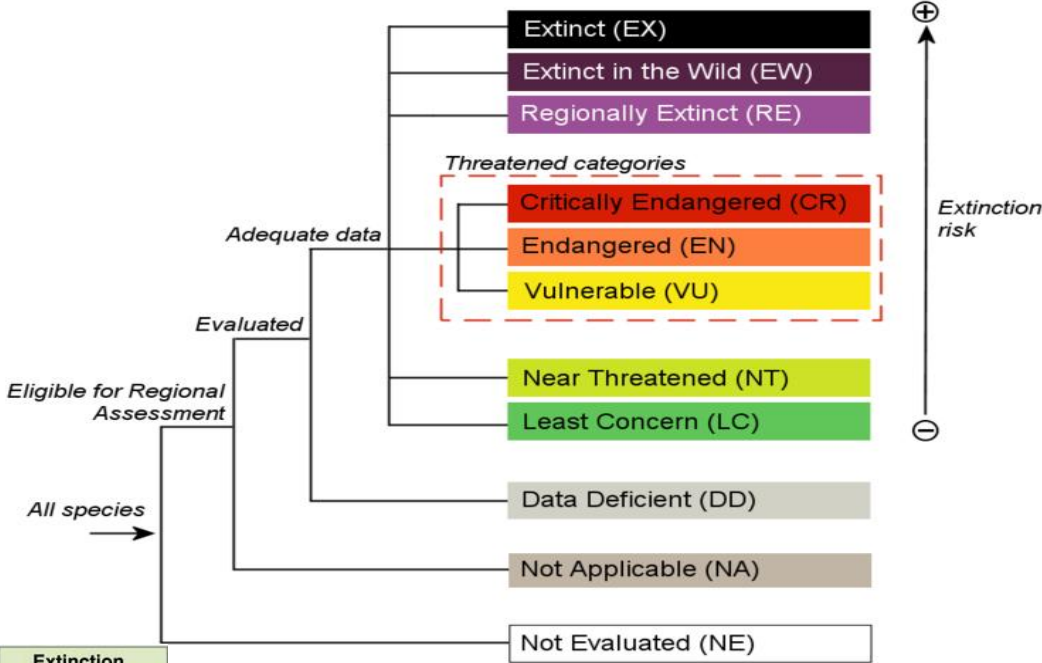 Extinct (EX)
Extinct in the Wild (EW)
Regionally Extinct (RE)
Threatened categories
Critically Endangered (CR)
Endangered (EN)
Vulnerable (VU)
Adequate data
Extinction
risk
Evaluated
Near Threatened (NT)
Eligible for Regional
Assessment
Least Concern (LC)
All species
Data Deficient (DD)
Not Applicable (NA)
Not Evaluated (NE)
Extinction